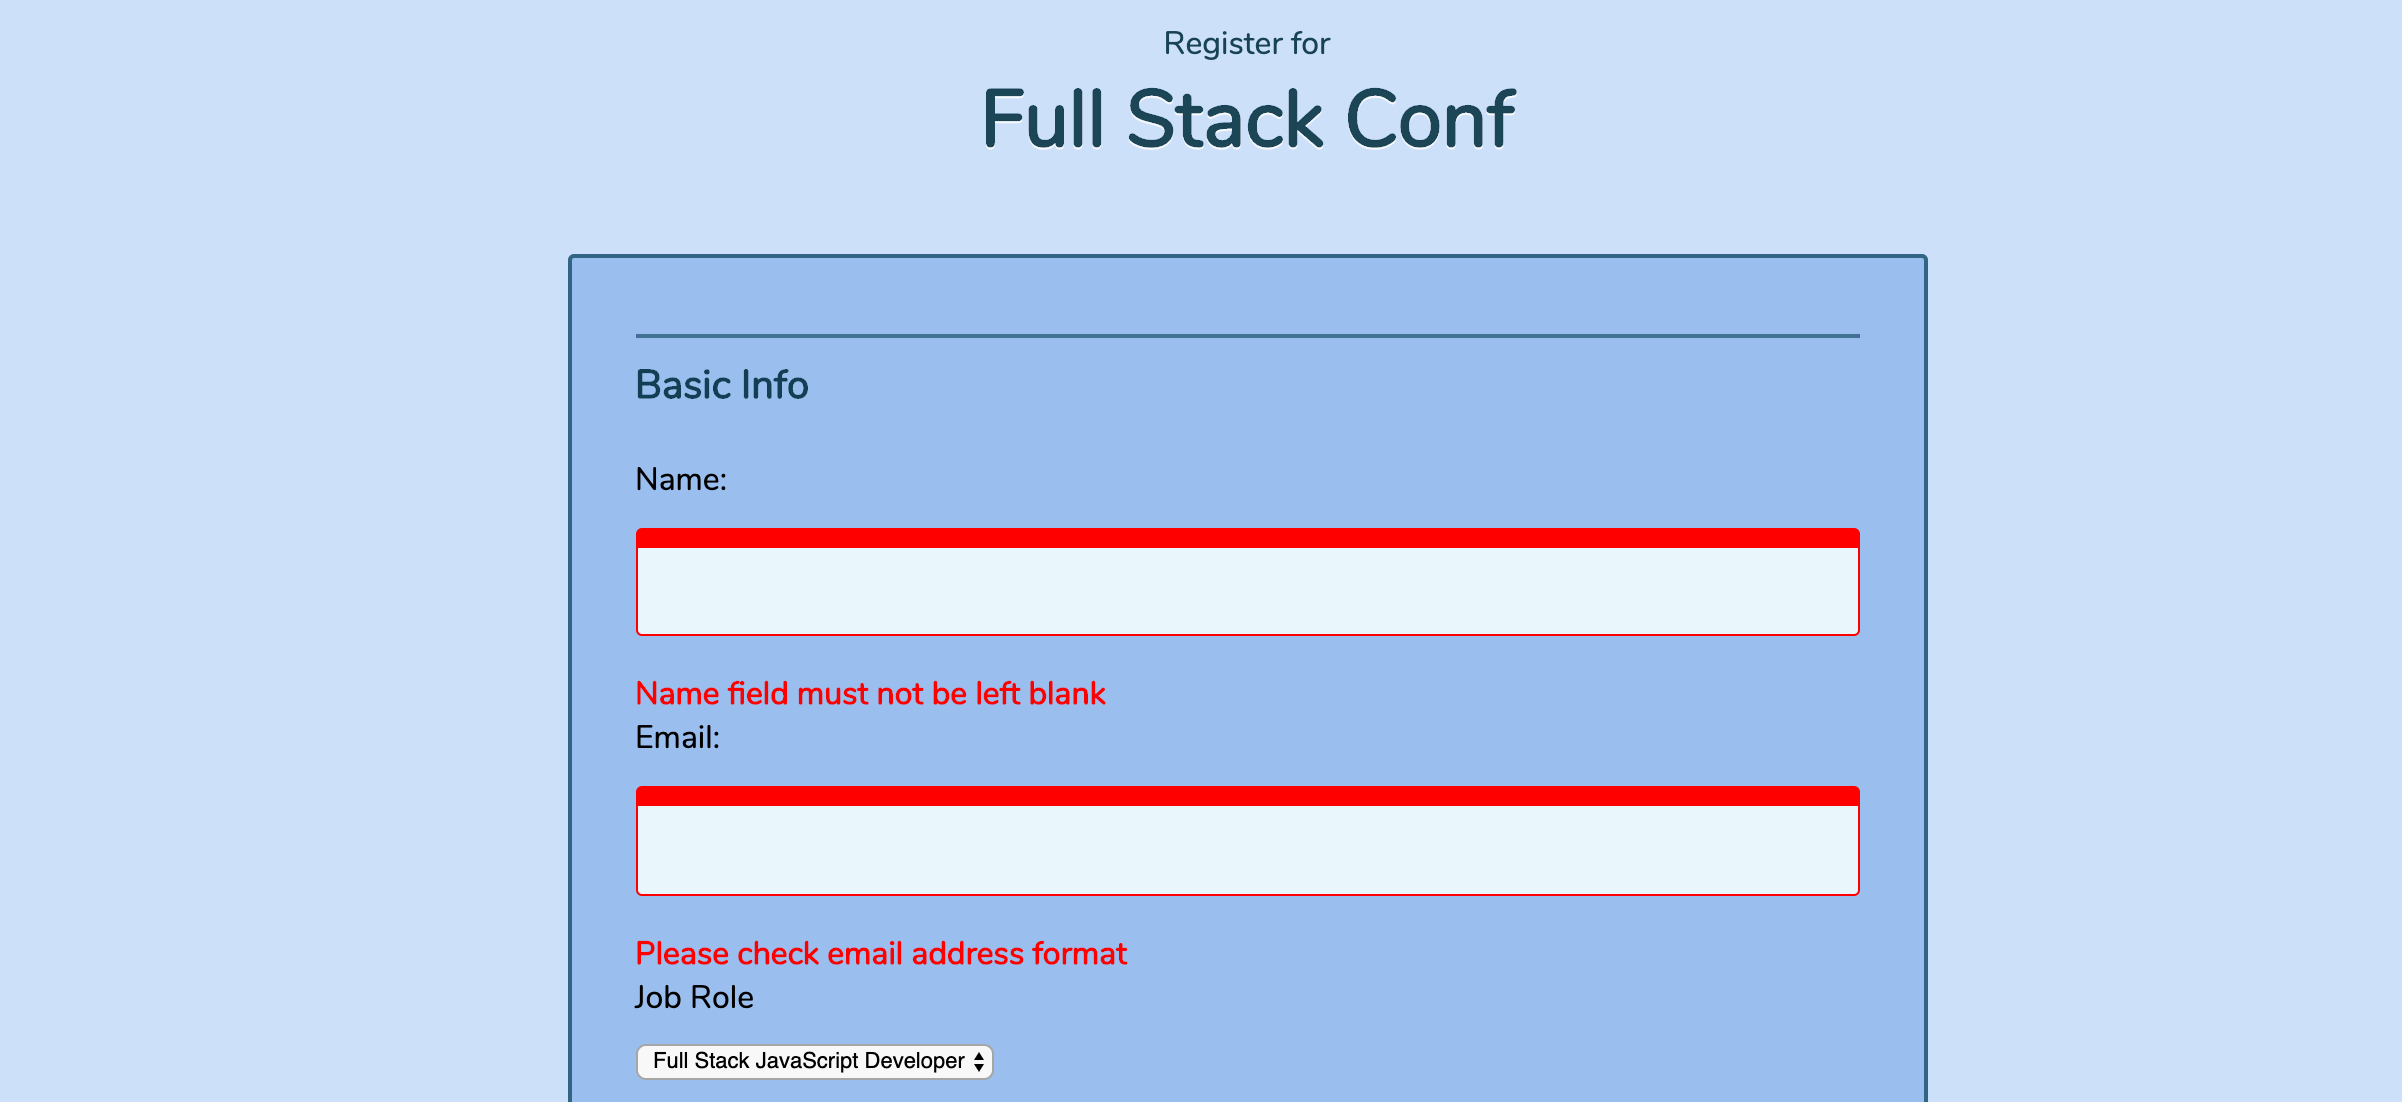 Register for
Full Stack Conf
Basic Info
Name:
Name field must not be left blank
Email:
Please check email address format
Job Role
Full Stack JavaScript Developer